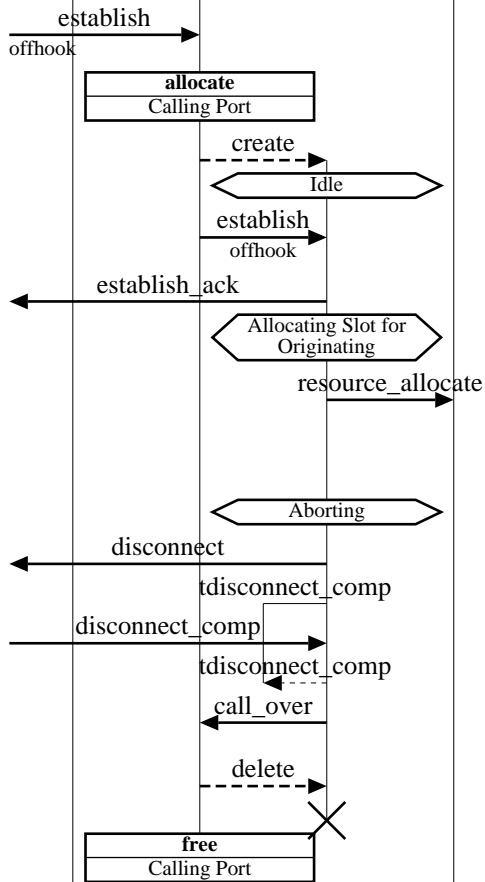 establish
offhook
allocate
Calling Port
create
Idle
establish
offhook
establish_ack
Allocating Slot for
Originating
resource_allocate
Aborting
disconnect
tdisconnect_comp
disconnect_comp
tdisconnect_comp
call_over
delete
free
Calling Port